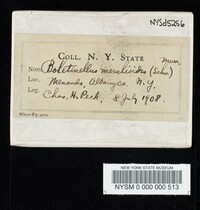 NYSd5256
COLL. N. Y. STATE
Nom. Boletinellus merulioides (Schw) Murr.
Loc. Menands, Albany Co. N.Y.
Leg. Chas. H. Peck, 8 July 1908.
NEW YORK STATE MUSEUM
NYSM 0 000 000 513